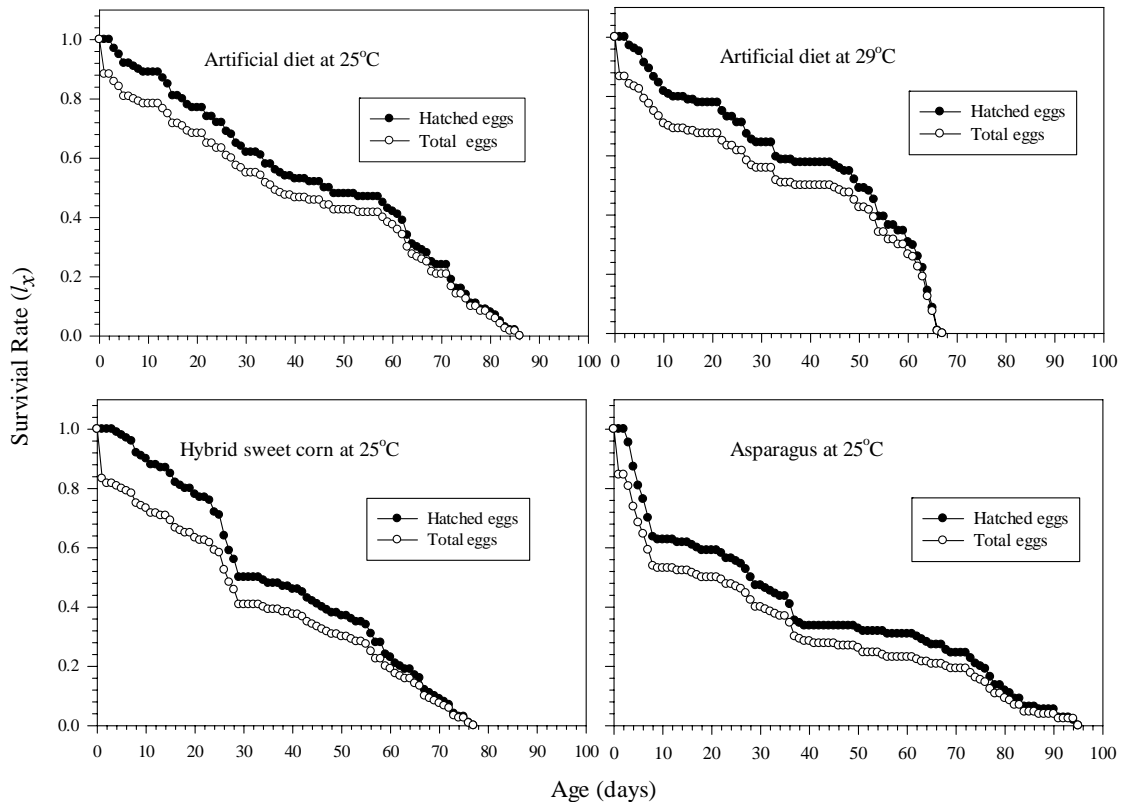 Survivial Rate (lx)
Artificial diet at 25°C
Hatched eggs
Total eggs
1.0
0.8
0.6
0.4
0.2
0.0
0 10 20 30 40 50 60 70 80 90 100
Artificial diet at 29°C
Hatched eggs
Total eggs
0 10 20 30 40 50 60 70 80 90 100
Hybrid sweet corn at 25°C
Hatched eggs
Total eggs
1.0
0.8
0.6
0.4
0.2
0.0
0 10 20 30 40 50 60 70 80 90 100
Asparagus at 25°C
Hatched eggs
Total eggs
0 10 20 30 40 50 60 70 80 90 100
Age (days)